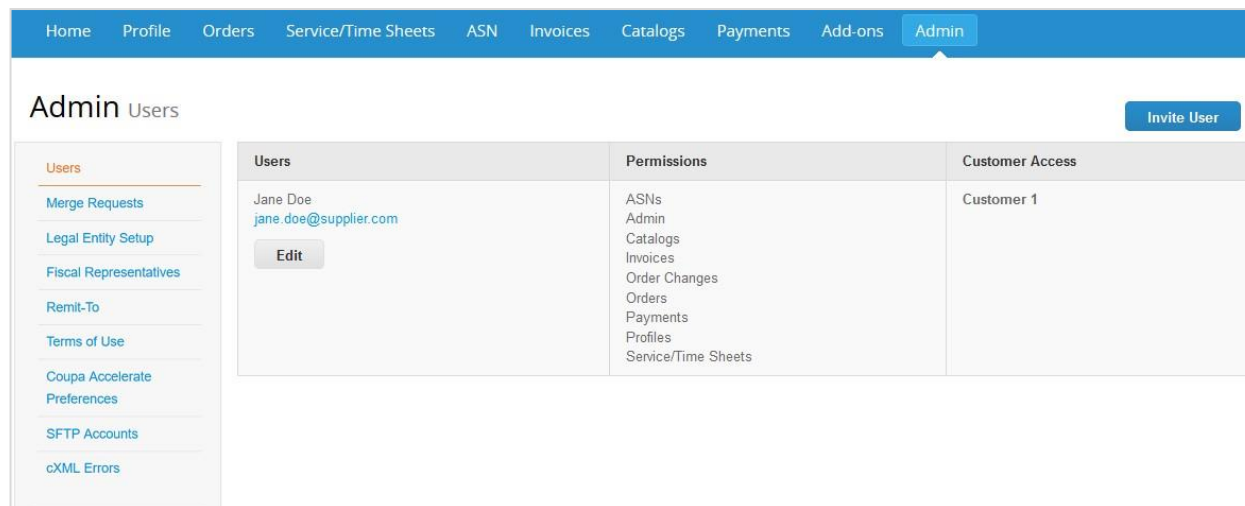 Home Profile Orders Service/Time Sheets ASN Invoices Catalogs Payments Add-ons Admin
Admin Users
Invite User
Users
Merge Requests
Legal Entity Setup
Fiscal Representatives
Remit-To
Terms of Use
Coupa Accelerate
Preferences
SFTP Accounts
cXML Errors
Users Permissions Customer Access
Jane Doe
jane.doe@supplier.com
Edit
ASNs
Admin
Catalogs
Invoices
Order Changes
Orders
Payments
Profiles
Service/Time Sheets
Customer 1